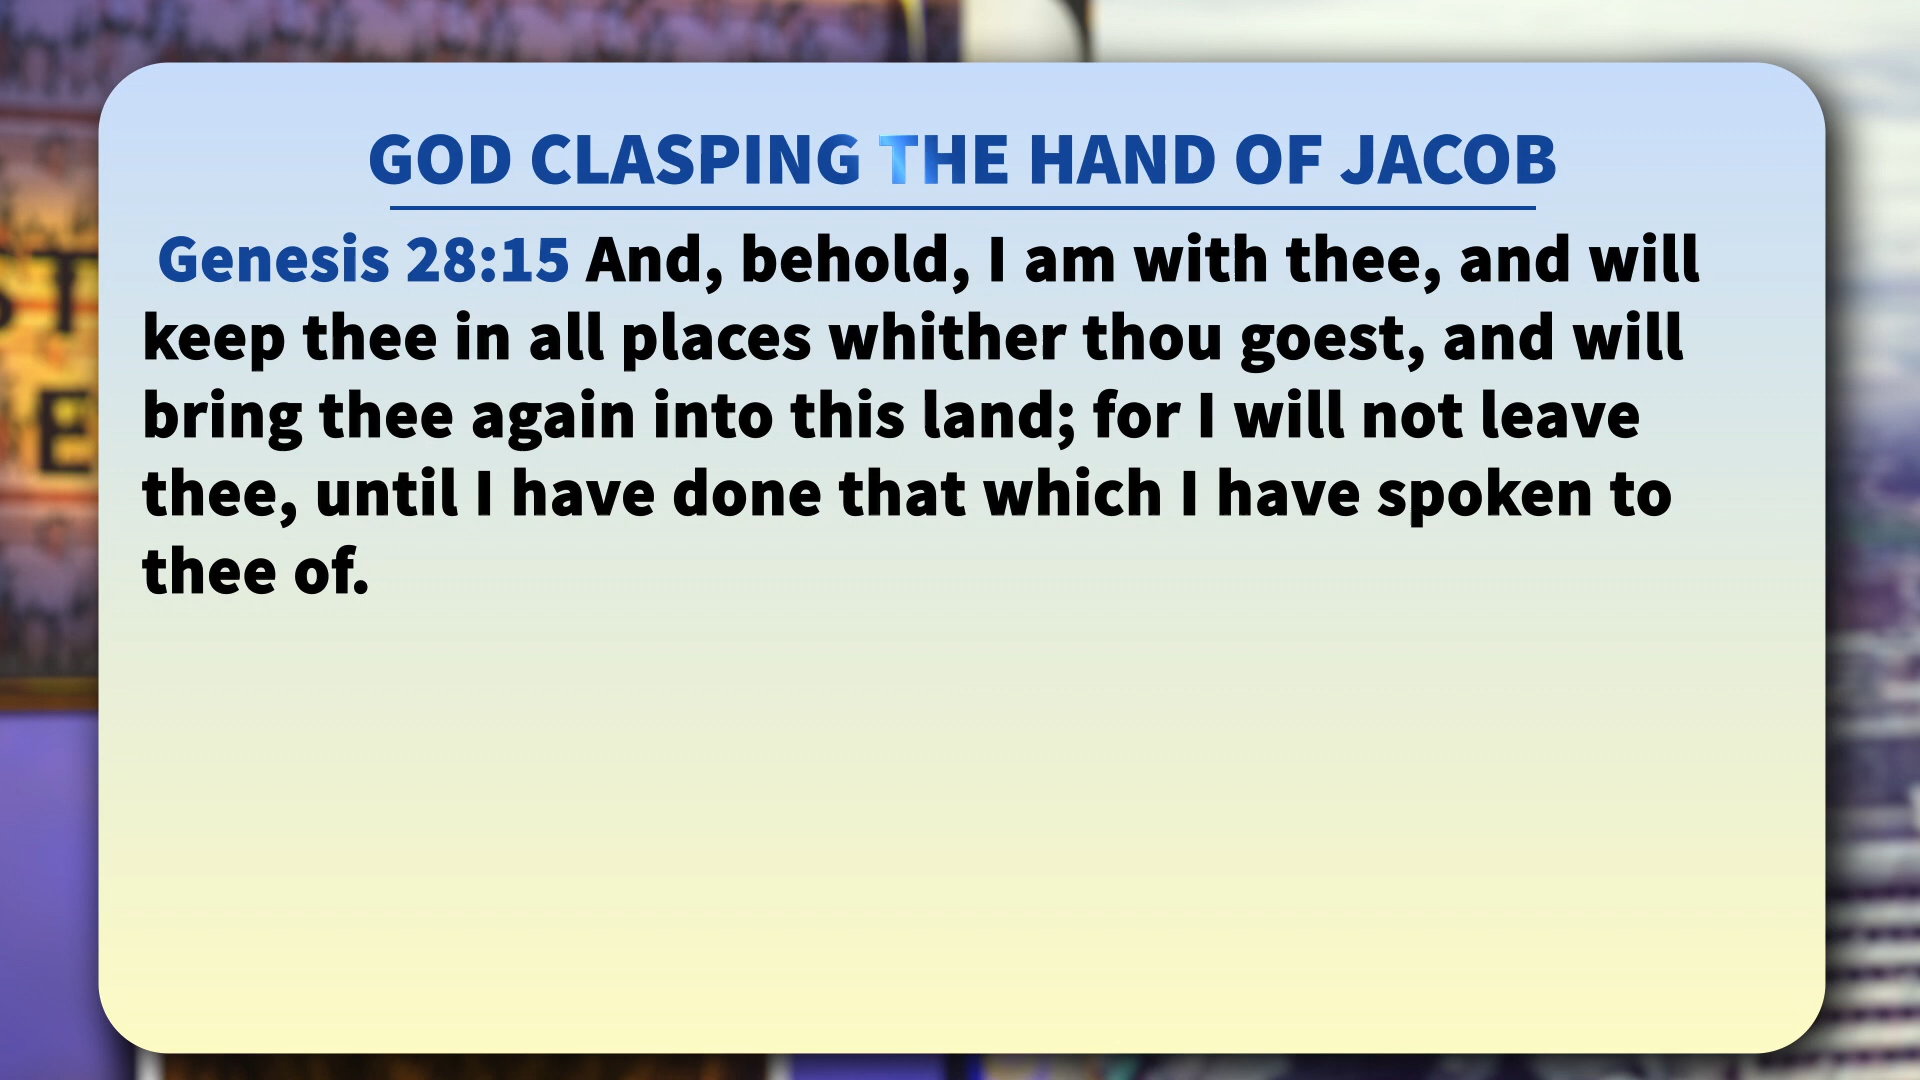 GOD CLASPING THE HAND OF JACOB
Genesis 28:15 And, behold, I am with thee, and will
keep thee in all places whither thou goest, and will
bring thee again into this land; for I will not leave
thee, until I have done that which I have spoken to
thee of.